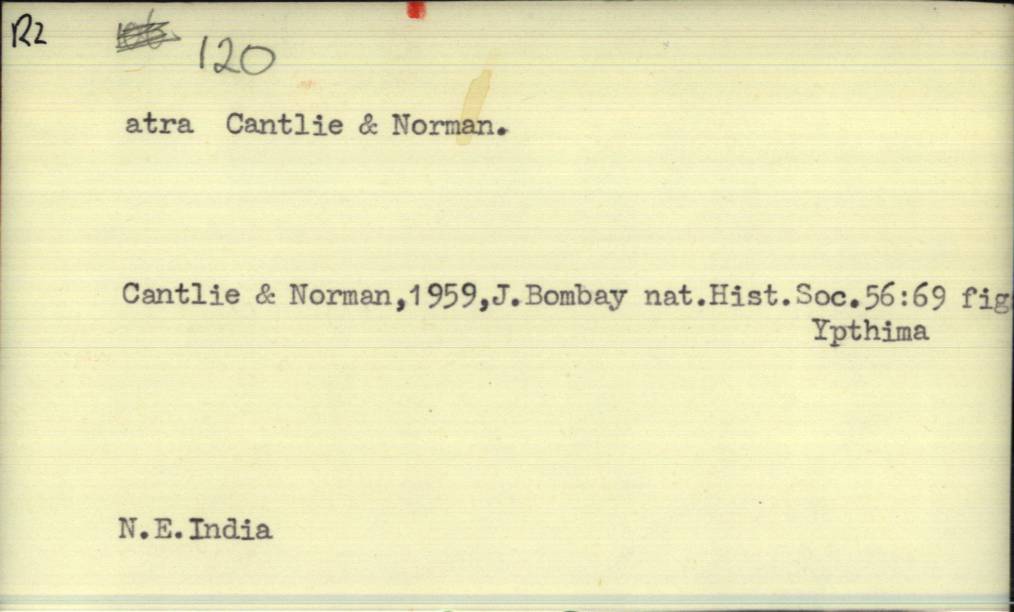 R2
120
atra Cantlie & Norman.
Cantlie & Norman,1959,J.Bombay nat.Hist.Soc.56:69 fig
Ypthima
N.E.India